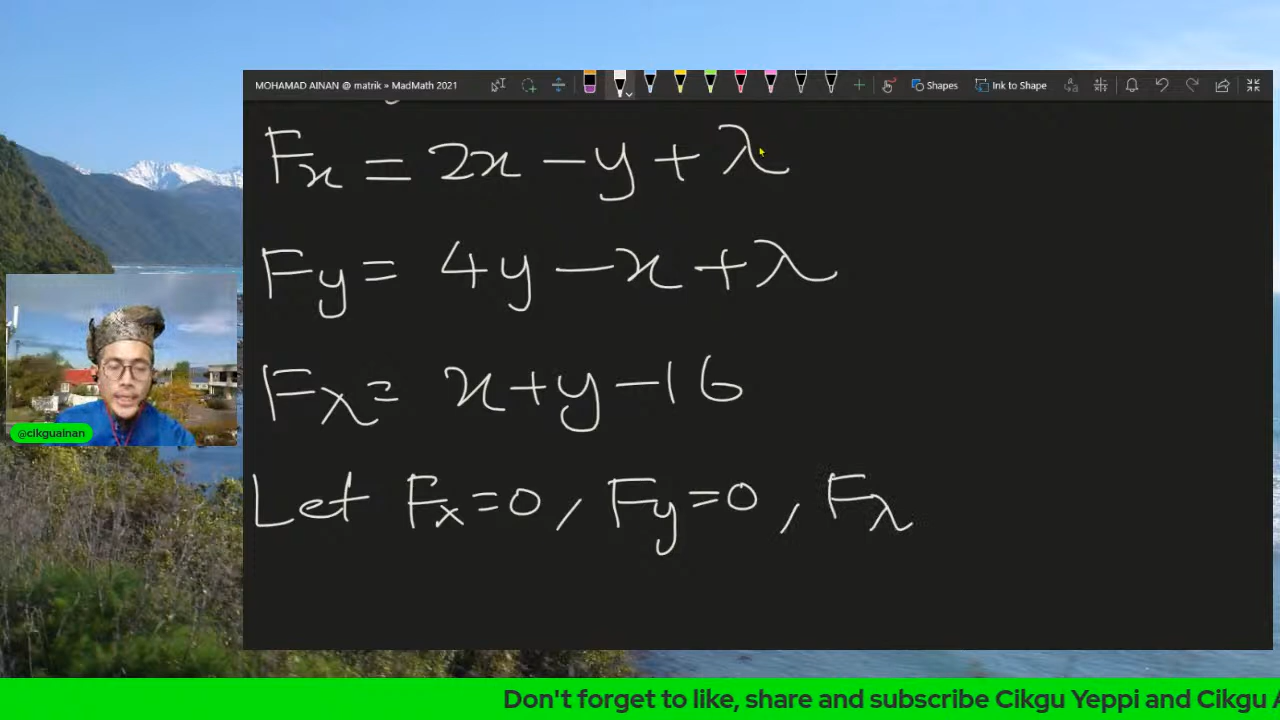 MOHAMAD AINAN @ matrik » MadMath 2021
Shapes
Ink to Shape
Fx = 2x - y + λ
Fy = 4y - x + λ
Fλ = x + y - 16
Let Fx = 0, Fy = 0, Fλ
@cikguainan
Don't forget to like, share and subscribe Cikgu Yeppi and Cikgu A